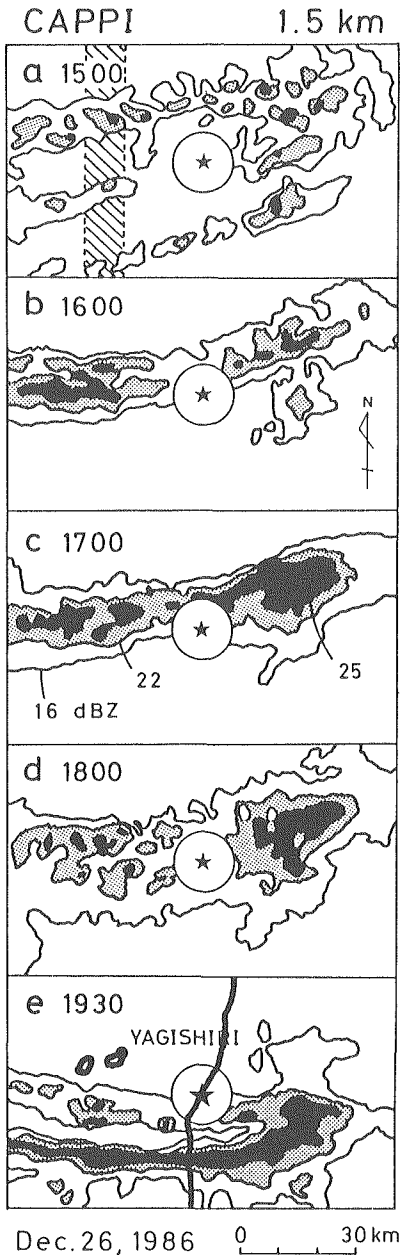 CAPPI 1.5 km
a 1500
b 1600
N
c 1700
22
25
16 dBZ
d 1800
e 1930
YAGISHIRI
Dec. 26, 1986 0 30 km